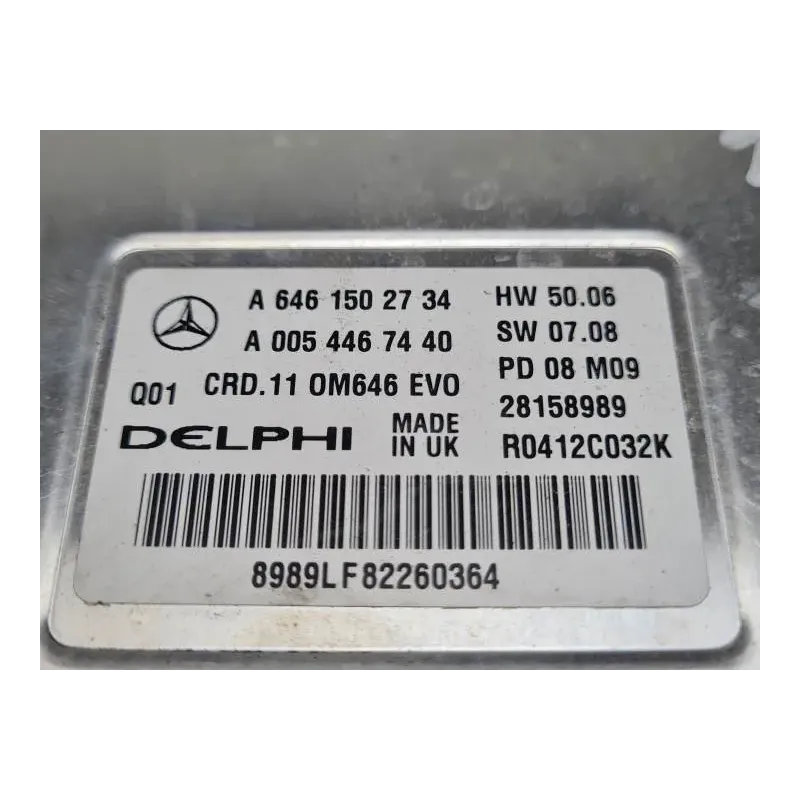 A 646 150 27 34 HW 50.06
A 005 446 74 40 SW 07.08
Q01 CRD.11 OM646 EVO PD 08 M09
DELPHI MADE IN UK 28158989
R0412C032K
8989LF82260364